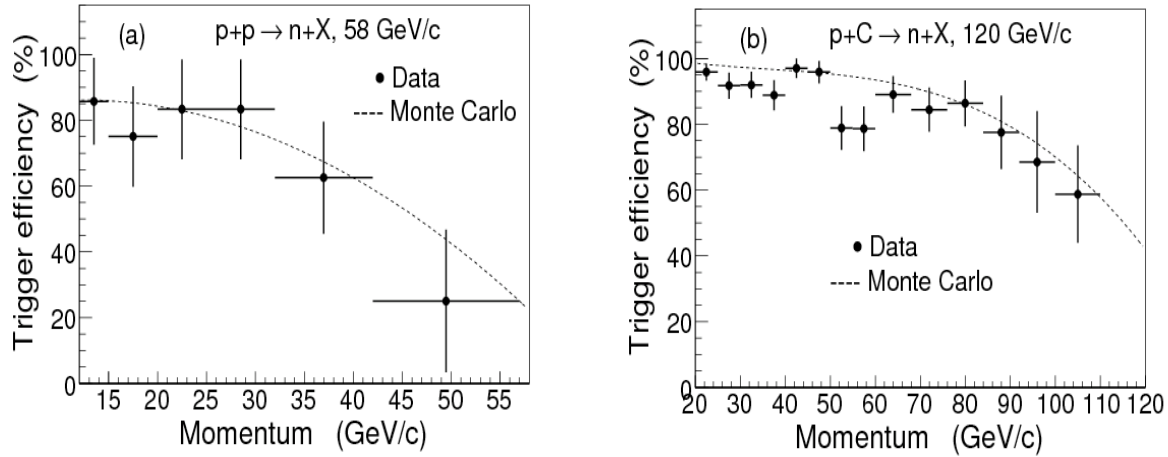 (a)
p+p → n+X, 58 GeV/c
Data
Monte Carlo
Trigger efficiency (%)
100
80
60
40
20
0
15 20 25 30 35 40 45 50 55
Momentum (GeV/c)
(b)
p+C → n+X, 120 GeV/c
Data
Monte Carlo
Trigger efficiency (%)
100
80
60
40
20
0
20 30 40 50 60 70 80 90 100 110 120
Momentum (GeV/c)